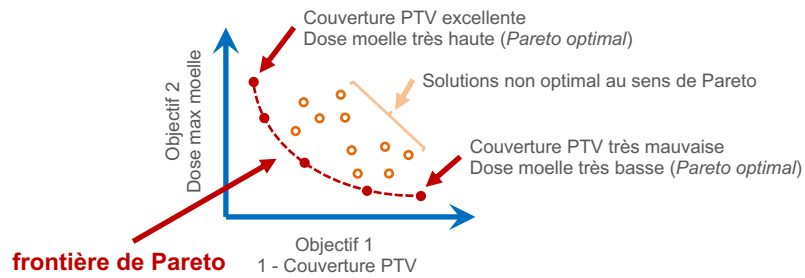 Couverture PTV excellente
Dose moelle très haute (Pareto optimal)
Solutions non optimal au sens de Pareto
Objectif 2
Dose max moelle
Couverture PTV très mauvaise
Dose moelle très basse (Pareto optimal)
frontière de Pareto
Objectif 1
1 - Couverture PTV